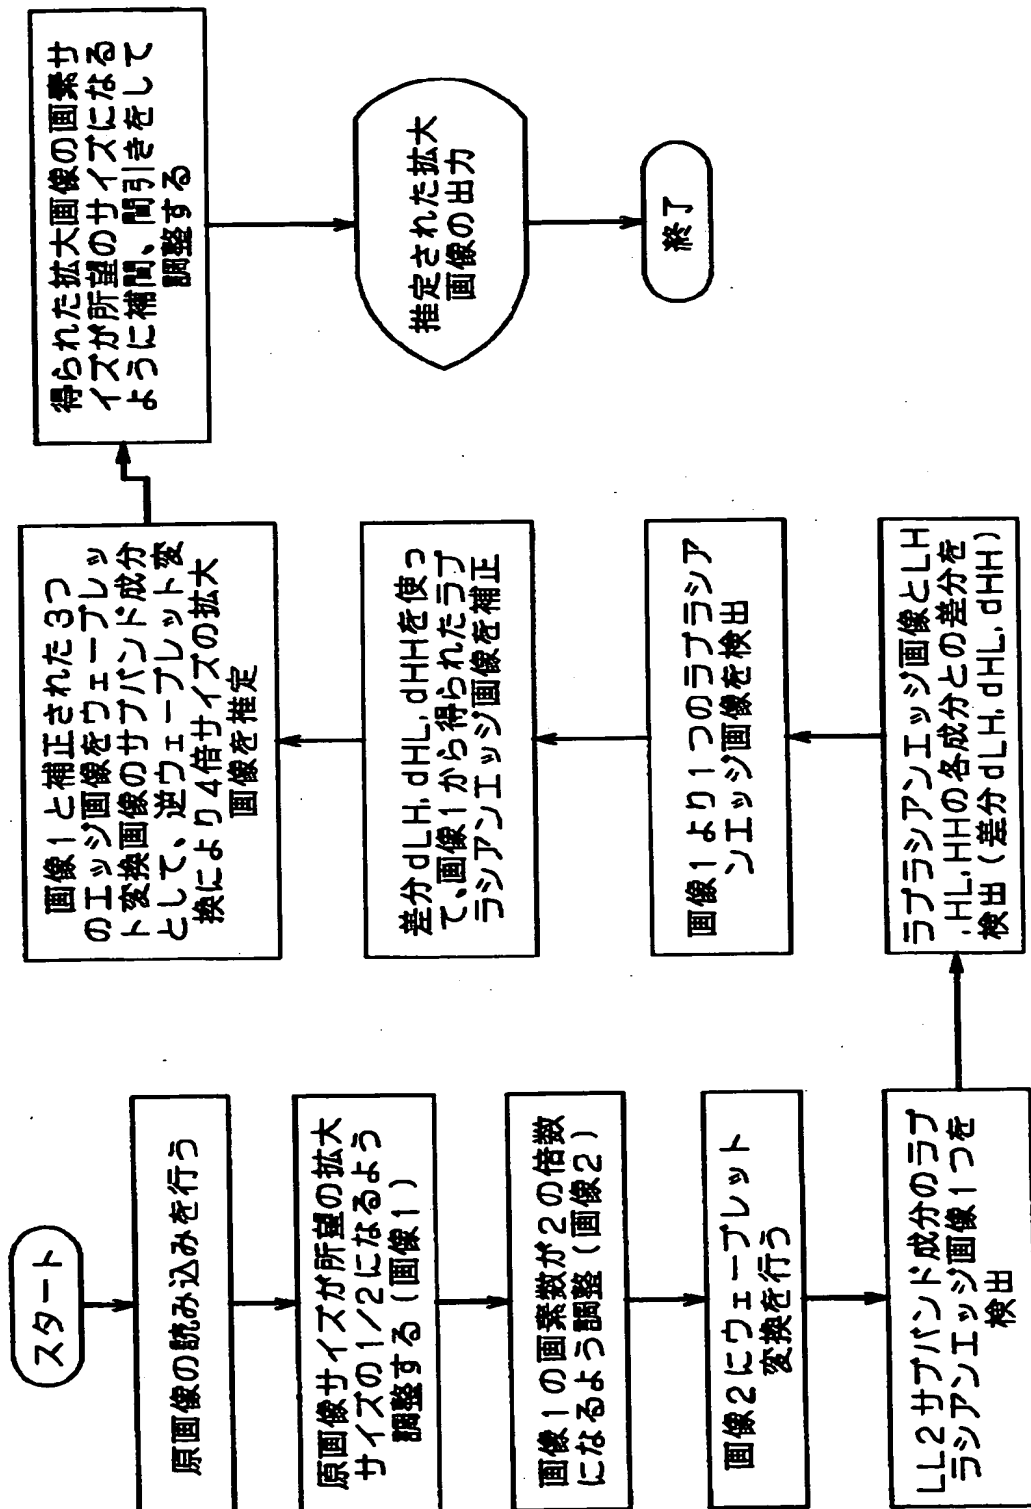 スタート
原画像の読み込みを行う
原画像サイズが所望の拡大
サイズの1/2になるよう
調整する(画像1)
画像1の画素数が2の倍数
になるよう調整(画像2)
画像2にウェーブレット
変換を行う
LL2サブバンド成分のラプ
ラシアンエッジ画像1つを
検出
ラプラシアンエッジ画像とLH
,HL,HHの各成分との差分を
検出(差分dLH,dHL,dHH)
画像1より1つのラプラシア
ンエッジ画像を検出
差分dLH,dHL,dHHを使っ
て、画像1から得られたラプ
ラシアンエッジ画像を補正
画像1と補正された3つ
のエッジ画像をウェーブレッ
ト変換画像のサブバンド成分
として、逆ウェーブレット変
換により4倍サイズの拡大
画像を推定
得られた拡大画像の画素サ
イズが所望のサイズになる
ように補間、間引きをして
調整する
推定された拡大
画像の出力
終了